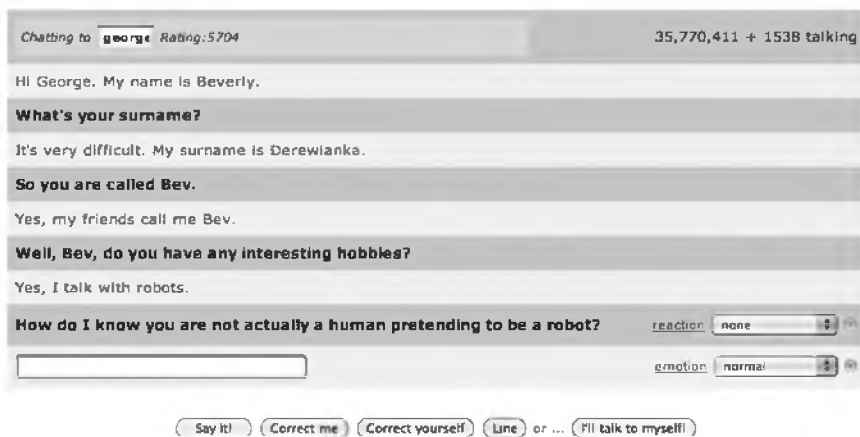 Chatting to george Rating:5704 35,770,411 + 1538 talking
Hi George. My name is Beverly.
What's your surname?
It's very difficult. My surname is Derewianka.
So you are called Bev.
Yes, my friends call me Bev.
Well, Bev, do you have any interesting hobbies?
Yes, I talk with robots.
How do I know you are not actually a human pretending to be a robot? reaction none
emotion normal
Say it! Correct me Correct yourself Line or ... I'll talk to myself!